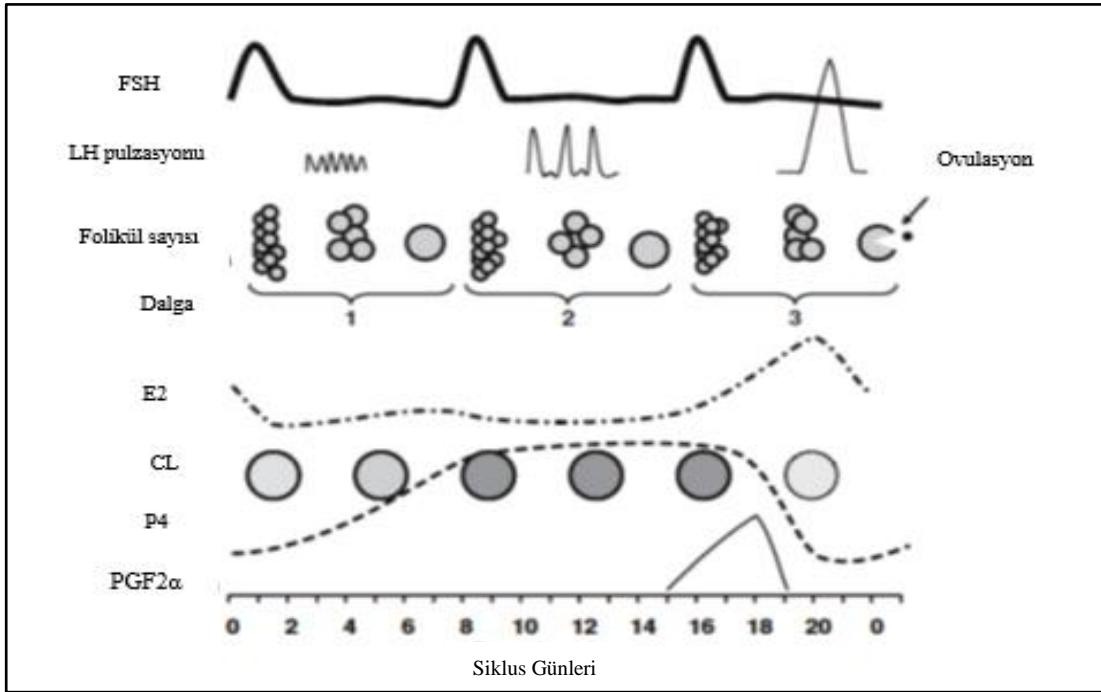 FSH
LH pulzasyonu
Ovulasyon
Folikül sayısı
Dalga
1 2 3
E2
CL
P4
PGF2α
0 2 4 6 8 10 12 14 16 18 20 0
Siklus Günleri